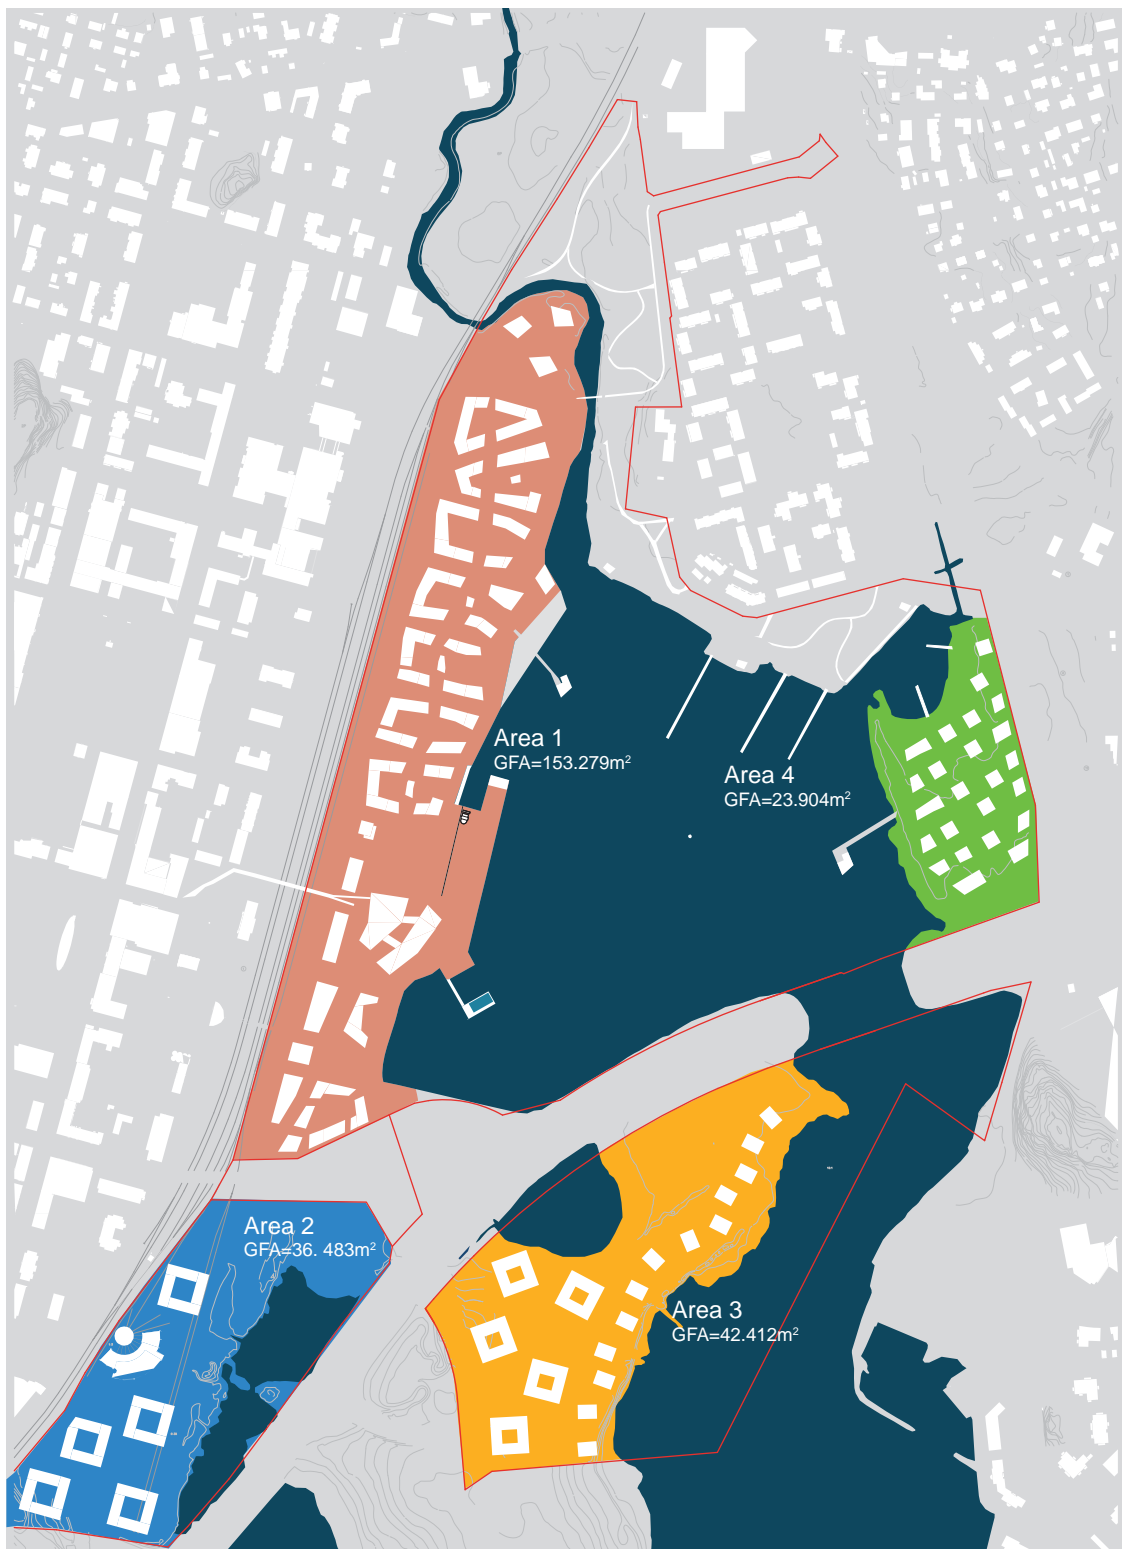 Area 1
GFA=153.279m²
Area 4
GFA=23.904m²
Area 2
GFA=36. 483m²
Area 3
GFA=42.412m²